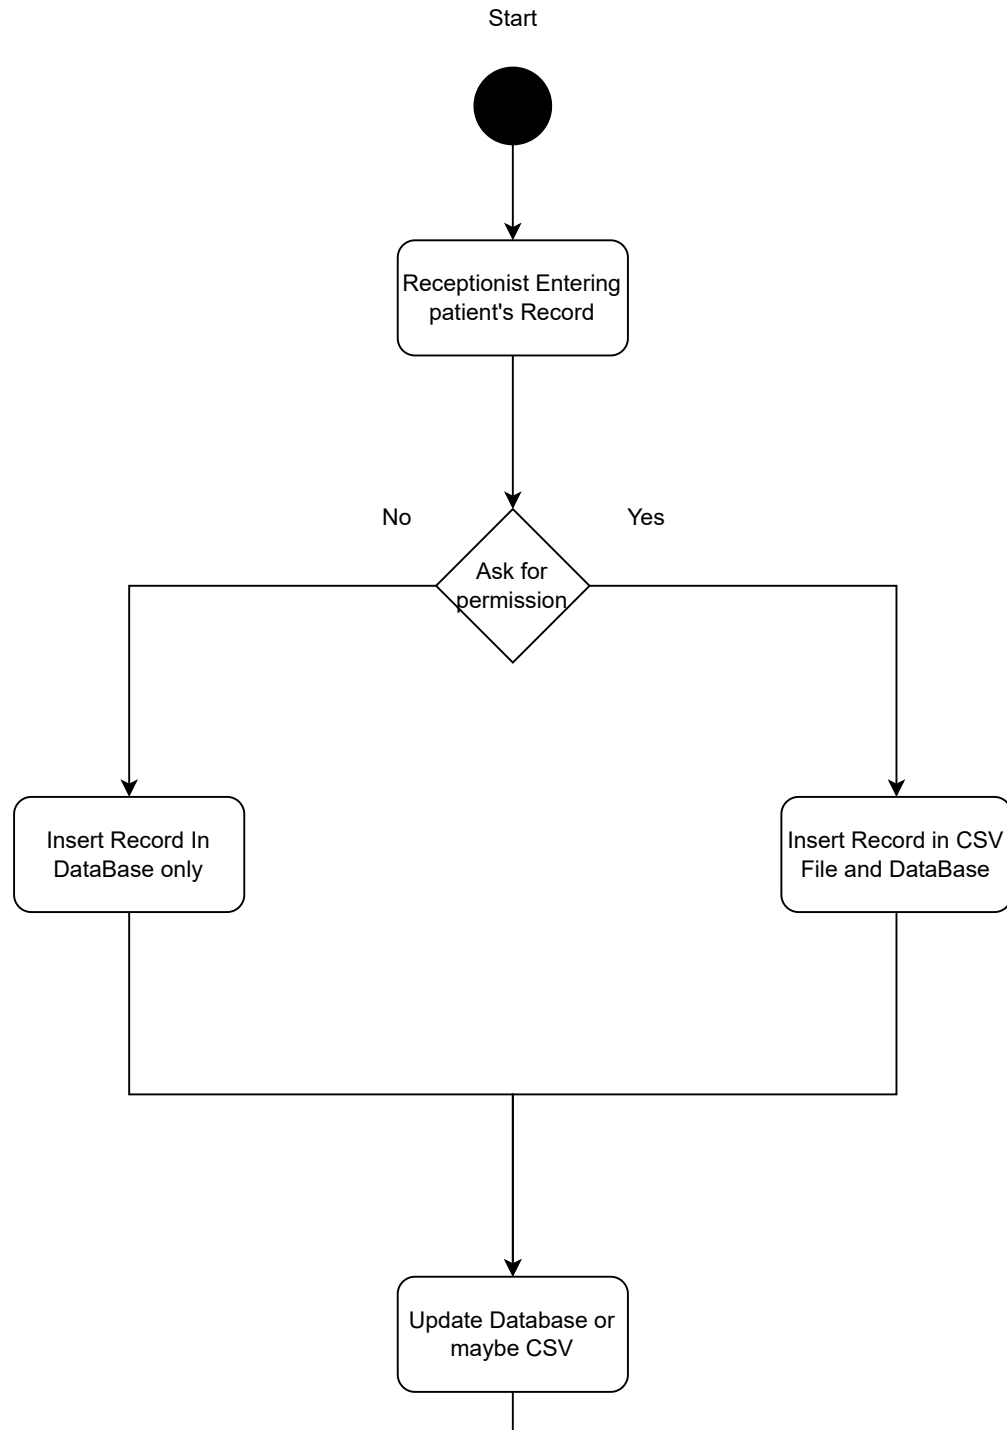 Start
Receptionist Entering
patient's Record
No
Yes
Ask for
permission
Insert Record In
DataBase only
Insert Record in CSV
File and DataBase
Update Database or
maybe CSV